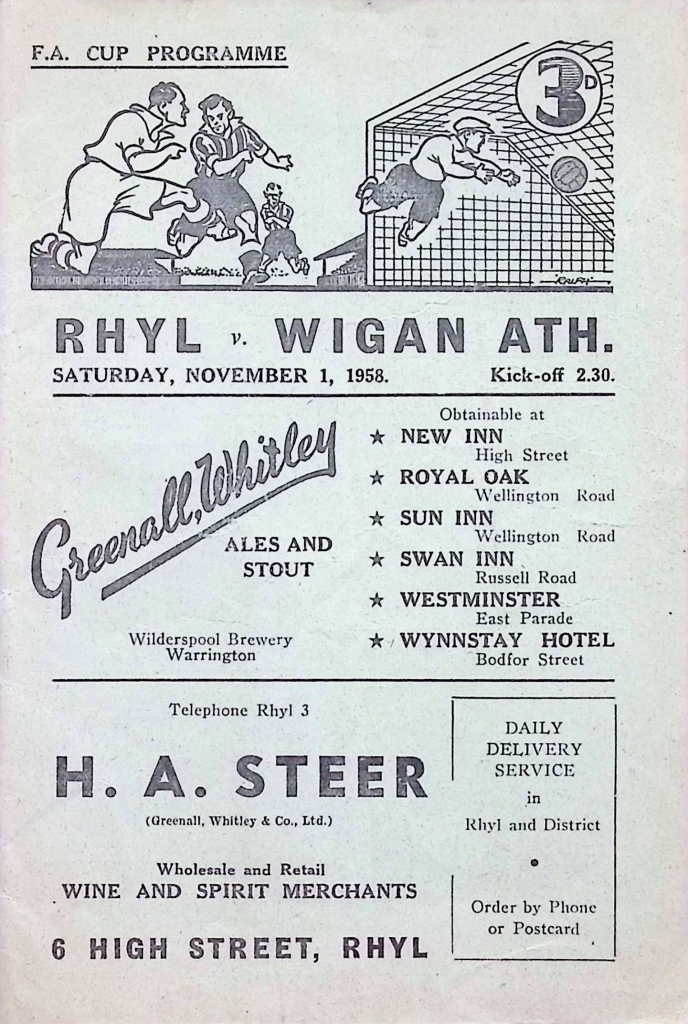 F.A. CUP PROGRAMME
3D
RHYL v. WIGAN ATH.
SATURDAY, NOVEMBER 1, 1958. Kick-off 2.30.
Greenall, Whitley
ALES AND
STOUT
Wilderspool Brewery
Warrington
Obtainable at
★ NEW INN
High Street
★ ROYAL OAK
Wellington Road
★ SUN INN
Wellington Road
★ SWAN INN
Russell Road
★ WESTMINSTER
East Parade
★ WYNNSTAY HOTEL
Bodfor Street
Telephone Rhyl 3
H. A. STEER
(Greenall, Whitley & Co., Ltd.)
Wholesale and Retail
WINE AND SPIRIT MERCHANTS
6 HIGH STREET, RHYL
DAILY
DELIVERY
SERVICE
in
Rhyl and District
•
Order by Phone
or Postcard